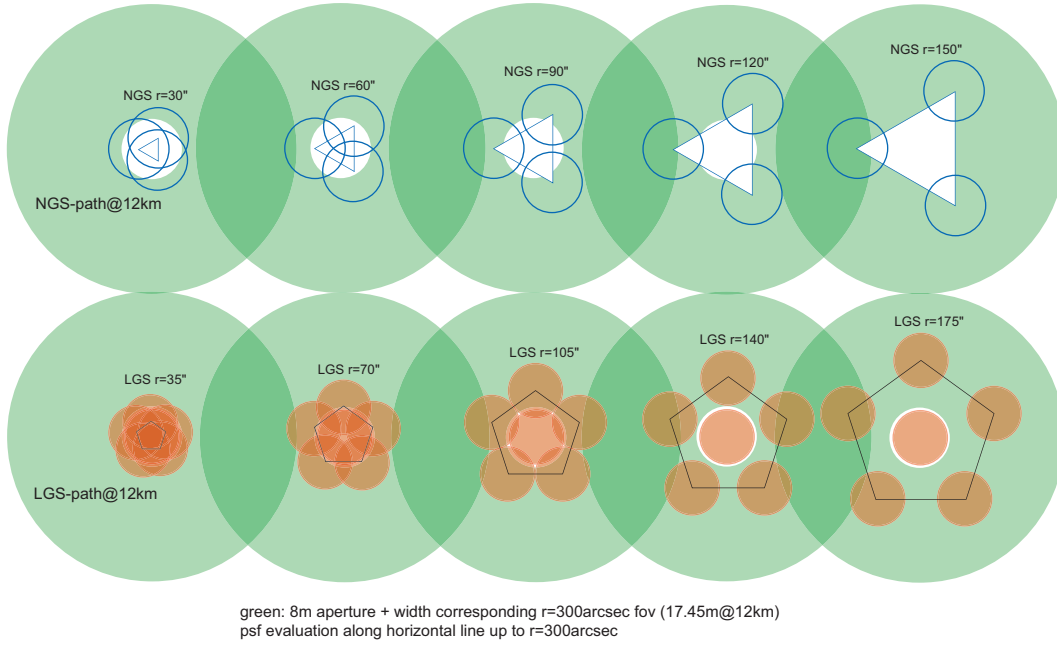 NGS r=30"
NGS r=60"
NGS r=90"
NGS r=120"
NGS r=150"
NGS-path@12km
LGS r=35"
LGS r=70"
LGS r=105"
LGS r=140"
LGS r=175"
LGS-path@12km
green: 8m aperture + width corresponding r=300arcsec fov (17.45m@12km)
psf evaluation along horizontal line up to r=300arcsec